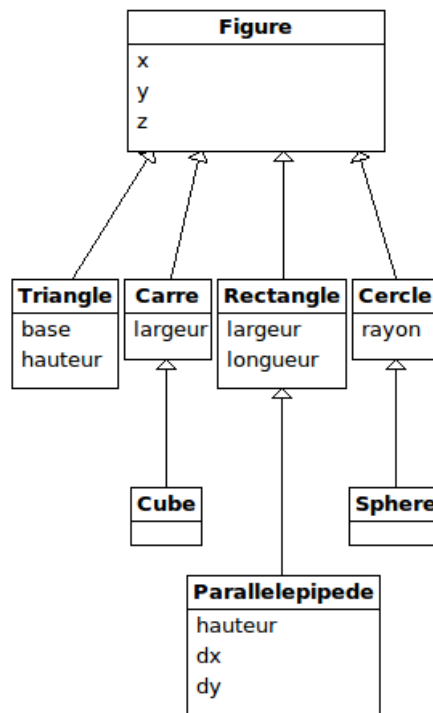 Figure
x
y
z
Triangle
base
hauteur
Carre
largeur
Rectangle
largeur
longueur
Cercle
rayon
Cube
Sphere
Parallelepipede
hauteur
dx
dy